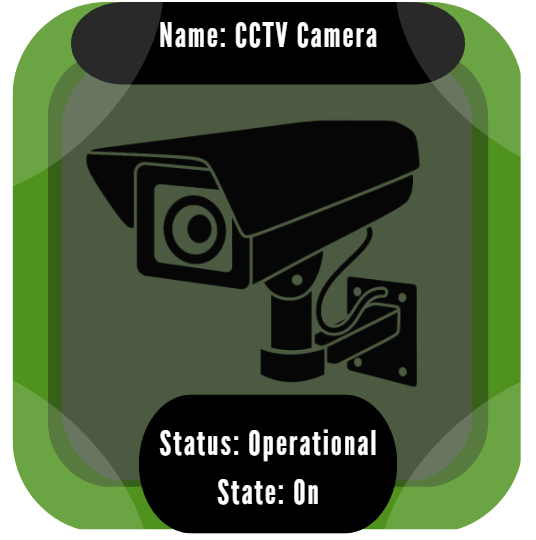 Name: CCTV Camera
Status: Operational
State: On